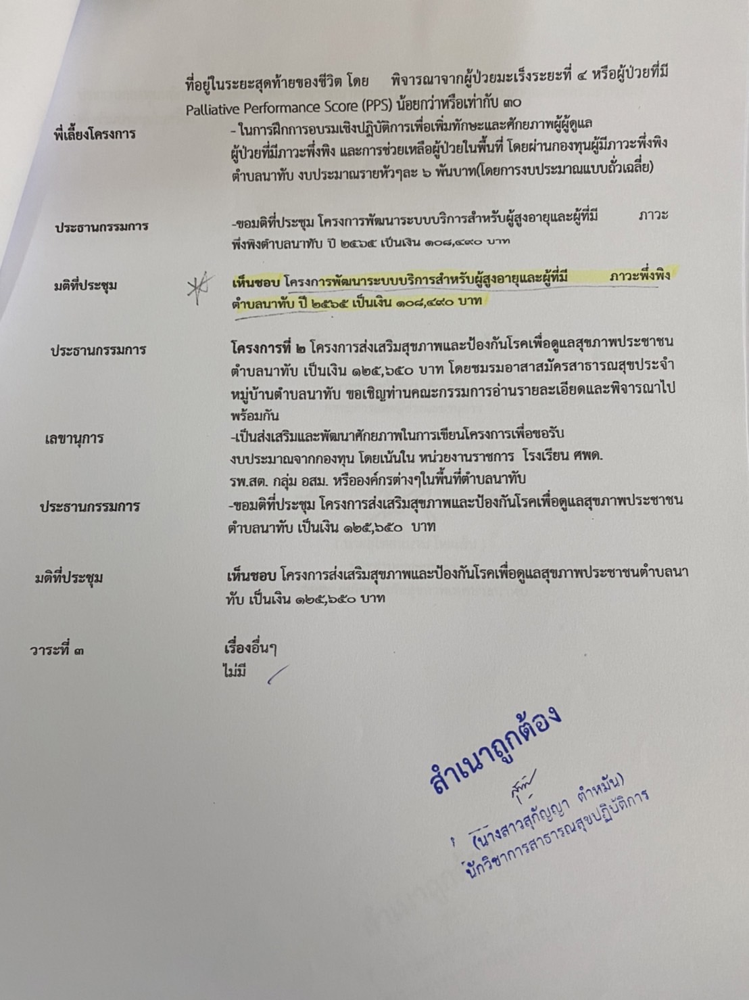 ที่อยู่ในระยะสุดท้ายของชีวิต โดย พิจารณาจากผู้ป่วยมะเร็งระยะที่ ๔ หรือผู้ป่วยที่มี
Palliative Performance Score (PPS) น้อยกว่าหรือเท่ากับ ๓๐
พี่เลี้ยงโครงการ - ในการฝึกการอบรมเชิงปฏิบัติการเพื่อเพิ่มทักษะและศักยภาพผู้ผู้ดูแล
ผู้ป่วยที่มีภาวะพึ่งพิง และการช่วยเหลือผู้ป่วยในพื้นที่ โดยผ่านกองทุนผู้มีภาวะพึ่งพิง
ตำบลนาทับ งบประมาณรายหัวๆละ ๖ พันบาท(โดยการงบประมาณแบบถั่วเฉลี่ย)
ประธานกรรมการ -ขอมติที่ประชุม โครงการพัฒนาระบบบริการสำหรับผู้สูงอายุและผู้ที่มี ภาวะ
พึ่งพิงตำบลนาทับ ปี ๒๕๖๕ เป็นเงิน ๑๐๘,๔๙๐ บาท
มติที่ประชุม เห็นชอบ โครงการพัฒนาระบบบริการสำหรับผู้สูงอายุและผู้ที่มี ภาวะพึ่งพิง
ตำบลนาทับ ปี ๒๕๖๕ เป็นเงิน ๑๐๘,๔๙๐ บาท
ประธานกรรมการ โครงการที่ ๒ โครงการส่งเสริมสุขภาพและป้องกันโรคเพื่อดูแลสุขภาพประชาชน
ตำบลนาทับ เป็นเงิน ๑๒๕,๖๕๐ บาท โดยชมรมอาสาสมัครสาธารณสุขประจำ
หมู่บ้านตำบลนาทับ ขอเชิญท่านคณะกรรมการอ่านรายละเอียดและพิจารณาไป
พร้อมกัน
เลขานุการ -เป็นส่งเสริมและพัฒนาศักยภาพในการเขียนโครงการเพื่อขอรับ
งบประมาณจากกองทุน โดยเน้นใน หน่วยงานราชการ โรงเรียน ศพด.
รพ.สต. กลุ่ม อสม. หรือองค์กรต่างๆในพื้นที่ตำบลนาทับ
ประธานกรรมการ -ขอมติที่ประชุม โครงการส่งเสริมสุขภาพและป้องกันโรคเพื่อดูแลสุขภาพประชาชน
ตำบลนาทับ เป็นเงิน ๑๒๕,๖๕๐ บาท
มติที่ประชุม เห็นชอบ โครงการส่งเสริมสุขภาพและป้องกันโรคเพื่อดูแลสุขภาพประชาชนตำบลนา
ทับ เป็นเงิน ๑๒๕,๖๕๐ บาท
วาระที่ ๓ เรื่องอื่นๆ
ไม่มี
สำเนาถูกต้อง
(นางสาวสุกัญญา ตำหมัน)
นักวิชาการสาธารณสุขปฏิบัติการ